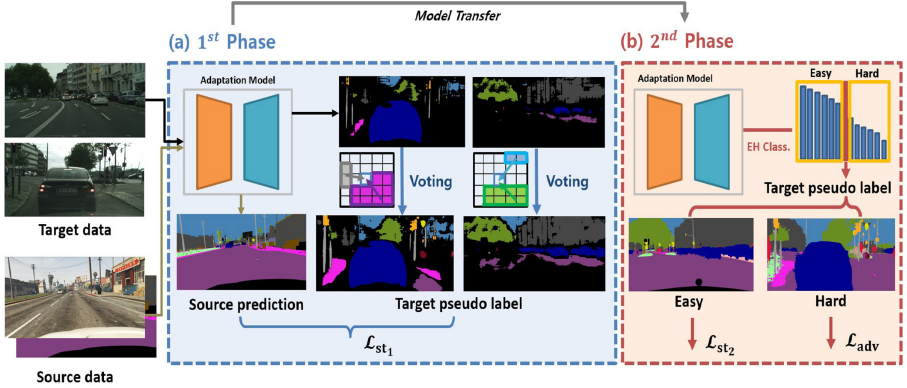 Model Transfer
(a) 1st Phase
(b) 2nd Phase
Adaptation Model
Adaptation Model
Easy Hard
EH Class.
Voting
Voting
Target pseudo label
Target data
Source prediction
Target pseudo label
Easy
Hard
ℒst1
ℒst2
ℒadv
Source data